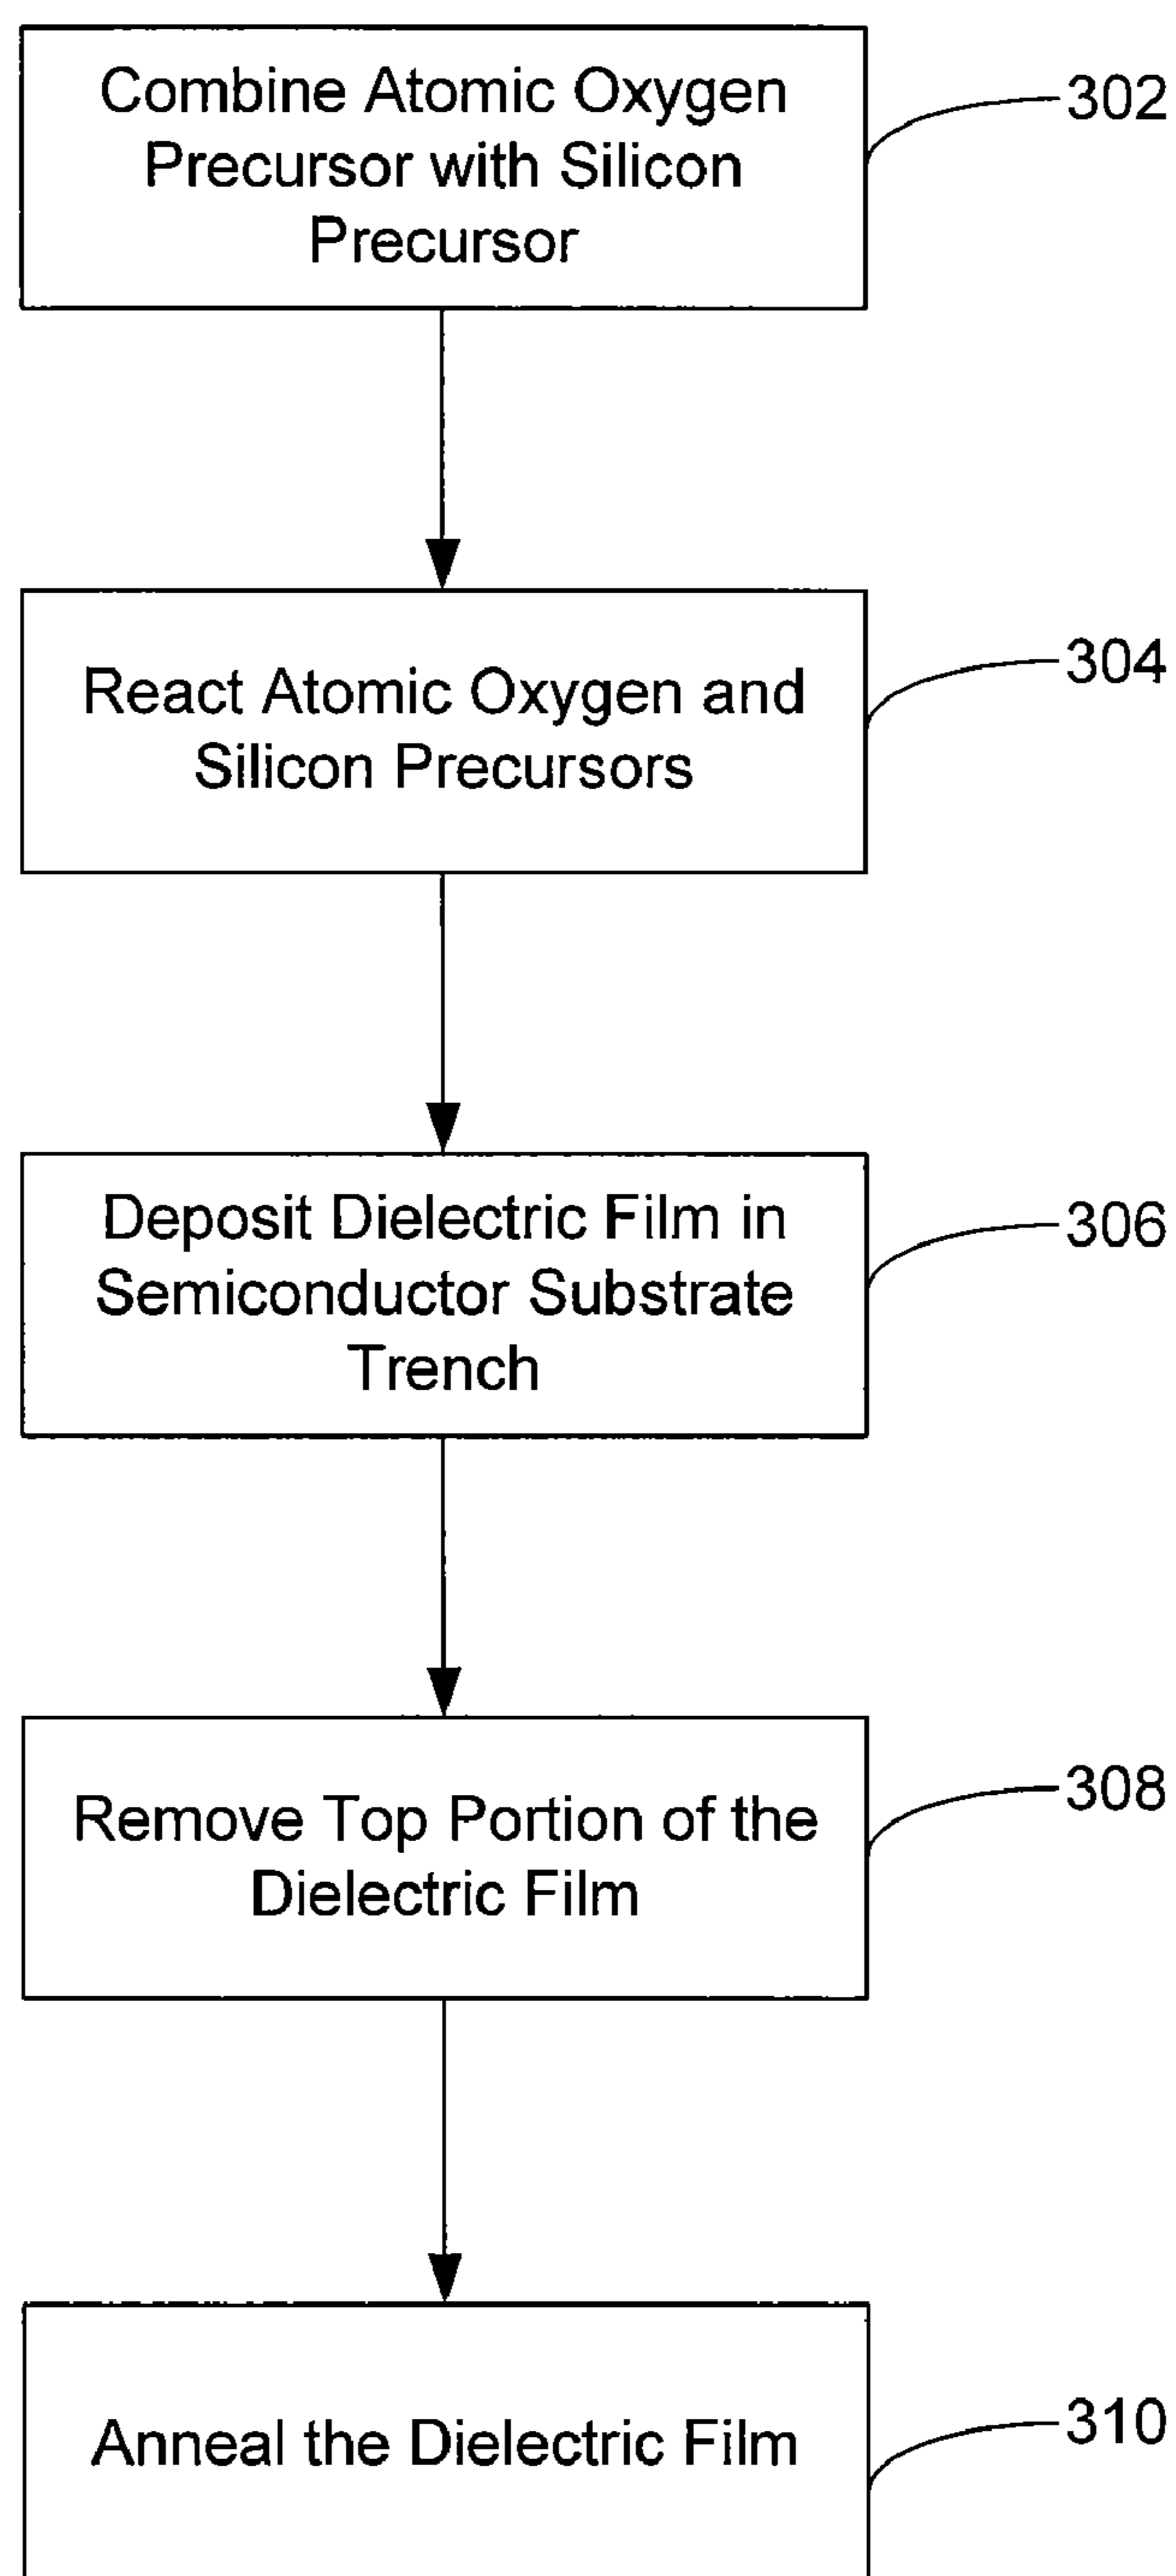 Combine Atomic Oxygen
Precursor with Silicon
Precursor
302
React Atomic Oxygen and
Silicon Precursors
304
Deposit Dielectric Film in
Semiconductor Substrate
Trench
306
Remove Top Portion of the
Dielectric Film
308
Anneal the Dielectric Film
310